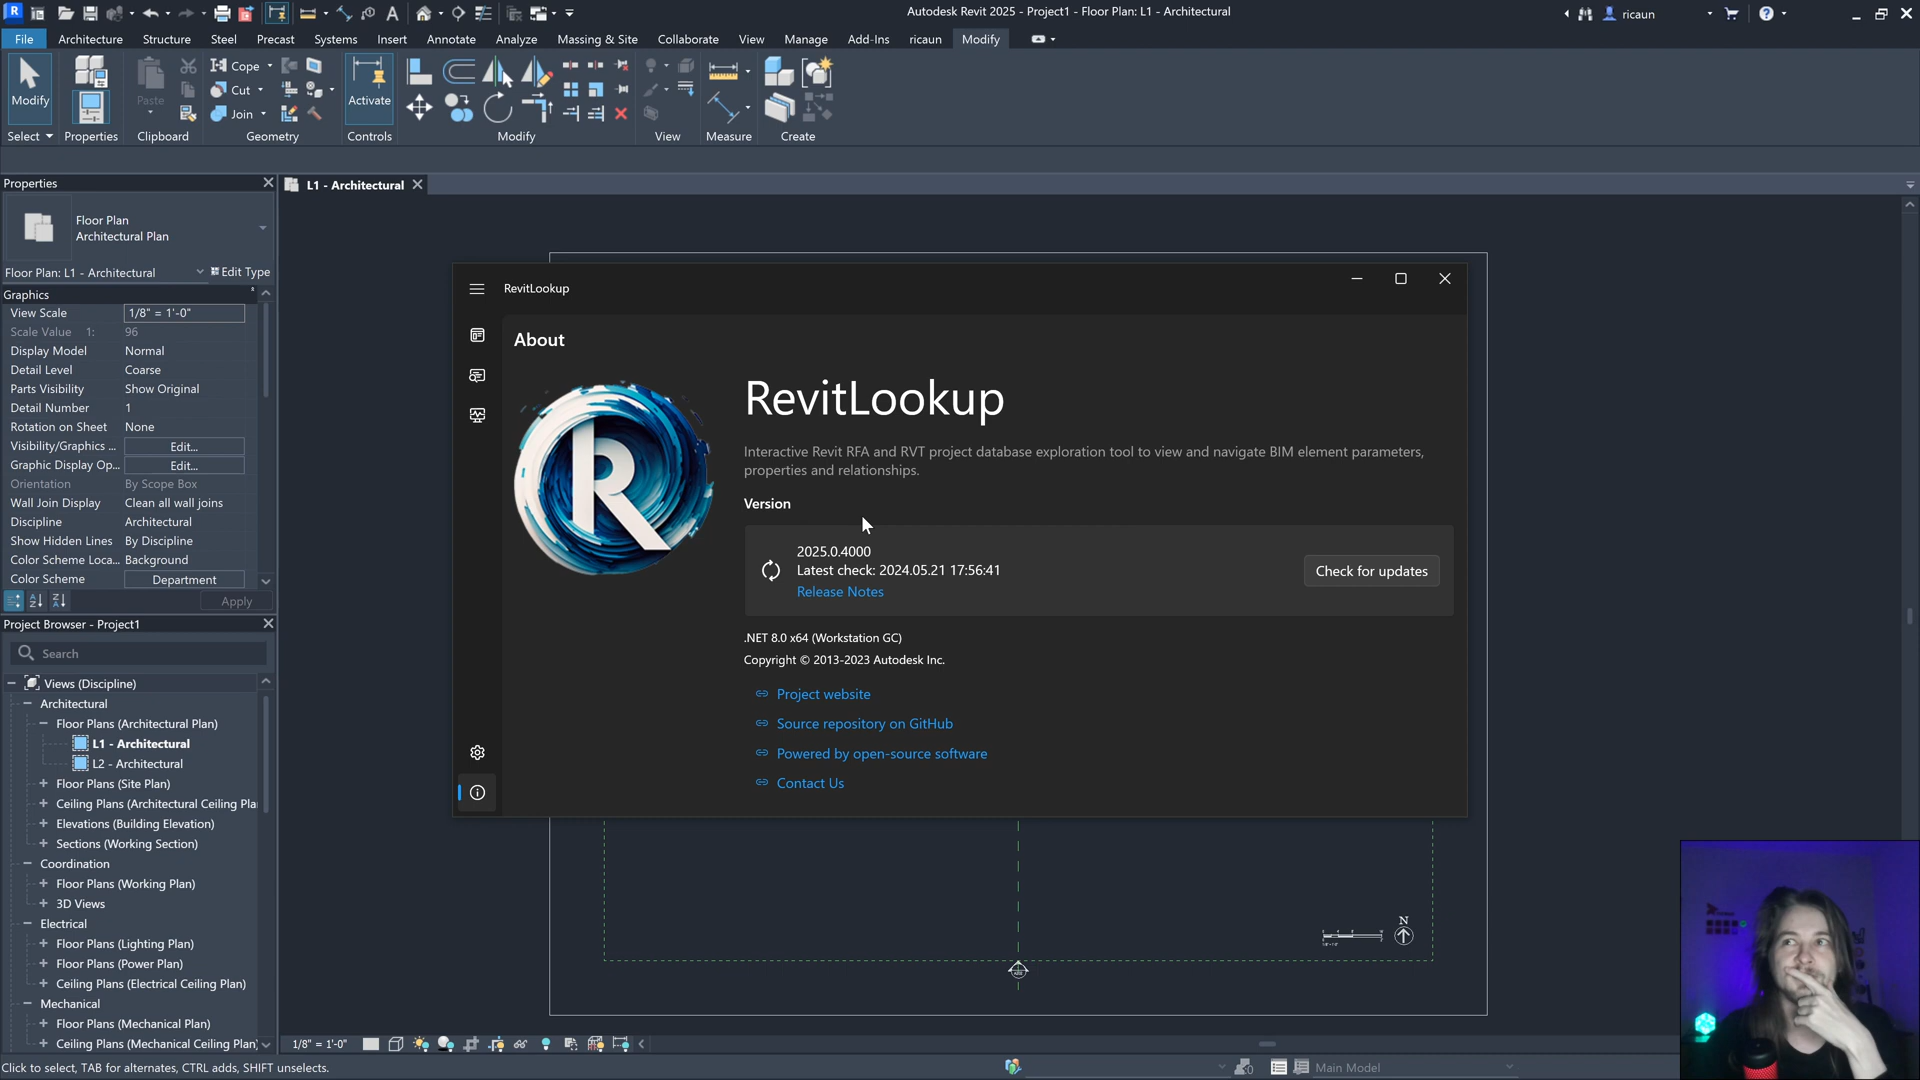 Autodesk Revit 2025 - Project1 - Floor Plan: L1 - Architectural
ricaun
File
Architecture
Structure
Steel
Precast
Systems
Insert
Annotate
Analyze
Massing & Site
Collaborate
View
Manage
Add-Ins
ricaun
Modify
Modify
Paste
Cope
Cut
Join
Activate
Select
Properties
Clipboard
Geometry
Controls
Modify
View
Measure
Create
Properties
L1 - Architectural
Floor Plan
Architectural Plan
Floor Plan: L1 - Architectural
Edit Type
Graphics
View Scale 1/8" = 1'-0"
Scale Value 1: 96
Display Model Normal
Detail Level Coarse
Parts Visibility Show Original
Detail Number 1
Rotation on Sheet None
Visibility/Graphics ... Edit...
Graphic Display Op... Edit...
Orientation By Scope Box
Wall Join Display Clean all wall joins
Discipline Architectural
Show Hidden Lines By Discipline
Color Scheme Loca... Background
Color Scheme Department
Apply
Project Browser - Project1
Search
Views (Discipline)
Architectural
Floor Plans (Architectural Plan)
L1 - Architectural
L2 - Architectural
Floor Plans (Site Plan)
Ceiling Plans (Architectural Ceiling Pla
Elevations (Building Elevation)
Sections (Working Section)
Coordination
Floor Plans (Working Plan)
3D Views
Electrical
Floor Plans (Lighting Plan)
Floor Plans (Power Plan)
Ceiling Plans (Electrical Ceiling Plan)
Mechanical
Floor Plans (Mechanical Plan)
Ceiling Plans (Mechanical Ceiling Plan)
RevitLookup
About
RevitLookup
Interactive Revit RFA and RVT project database exploration tool to view and navigate BIM element parameters,
properties and relationships.
Version
2025.0.4000
Latest check: 2024.05.21 17:56:41
Release Notes
Check for updates
.NET 8.0 x64 (Workstation GC)
Copyright © 2013-2023 Autodesk Inc.
Project website
Source repository on GitHub
Powered by open-source software
Contact Us
N
1/8" = 1'-0"
Click to select, TAB for alternates, CTRL adds, SHIFT unselects.
Main Model